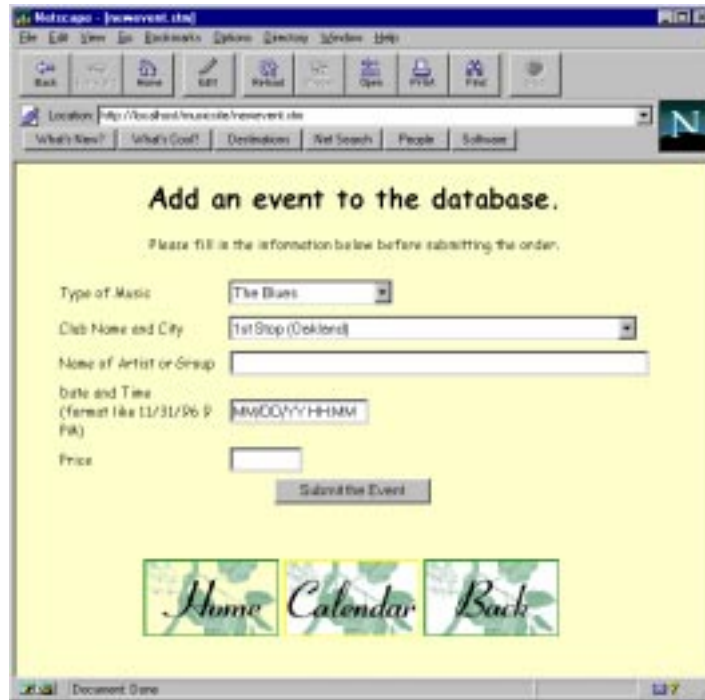 Netscape - [newevent.stm]
File Edit View Go Bookmarks Options Directory Window Help
Back Home Edit Reload Open Print Find
Location: http://localhost/musicsite/newevent.stm
What's New? What's Cool? Destinations Net Search People Software
N
Add an event to the database.
Please fill in the information below before submitting the order.
Type of Music The Blues
Club Name and City 1st Stop (Oakland)
Name of Artist or Group
Date and Time
(format like 11/31/96 9
PM) MM/DD/YY HH:MM
Price
Submit the Event
Home Calendar Back
Document: Done